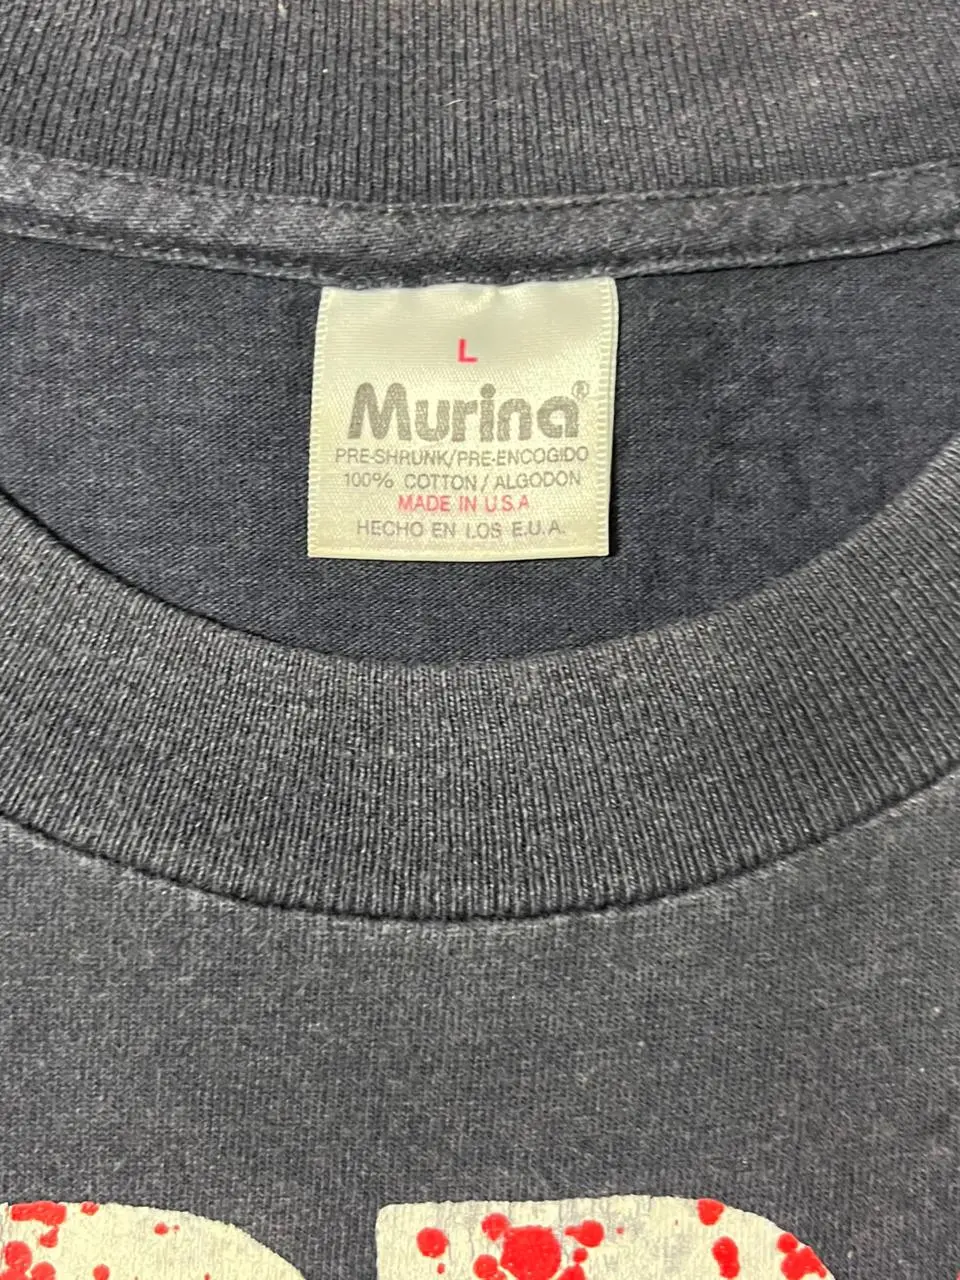 L
Murina®
PRE-SHRUNK/PRE-ENCOGIDO
100% COTTON / ALGODON
MADE IN U.S.A
HECHO EN LOS E.U.A.